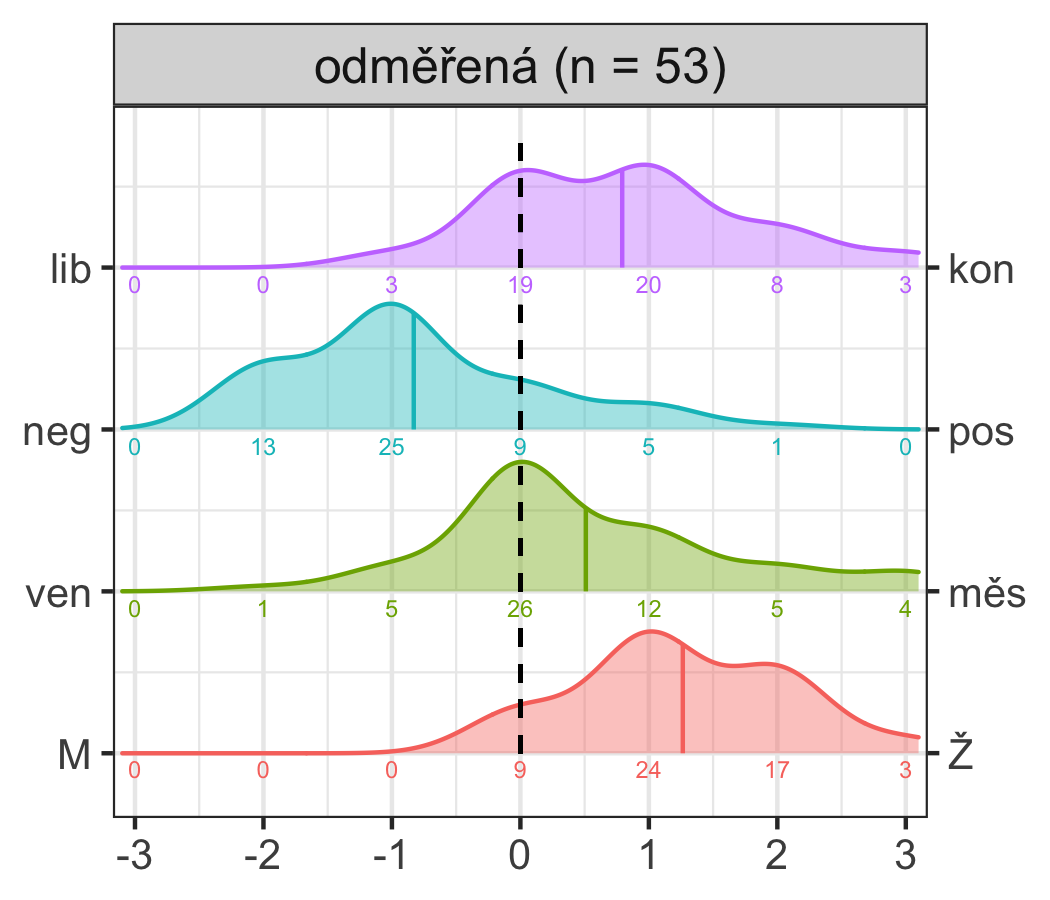 odměřená (n = 53)
lib kon
0 0 3 19 20 8 3
neg pos
0 13 25 9 5 1 0
ven měs
0 1 5 26 12 5 4
M Ž
0 0 0 9 24 17 3
-3 -2 -1 0 1 2 3